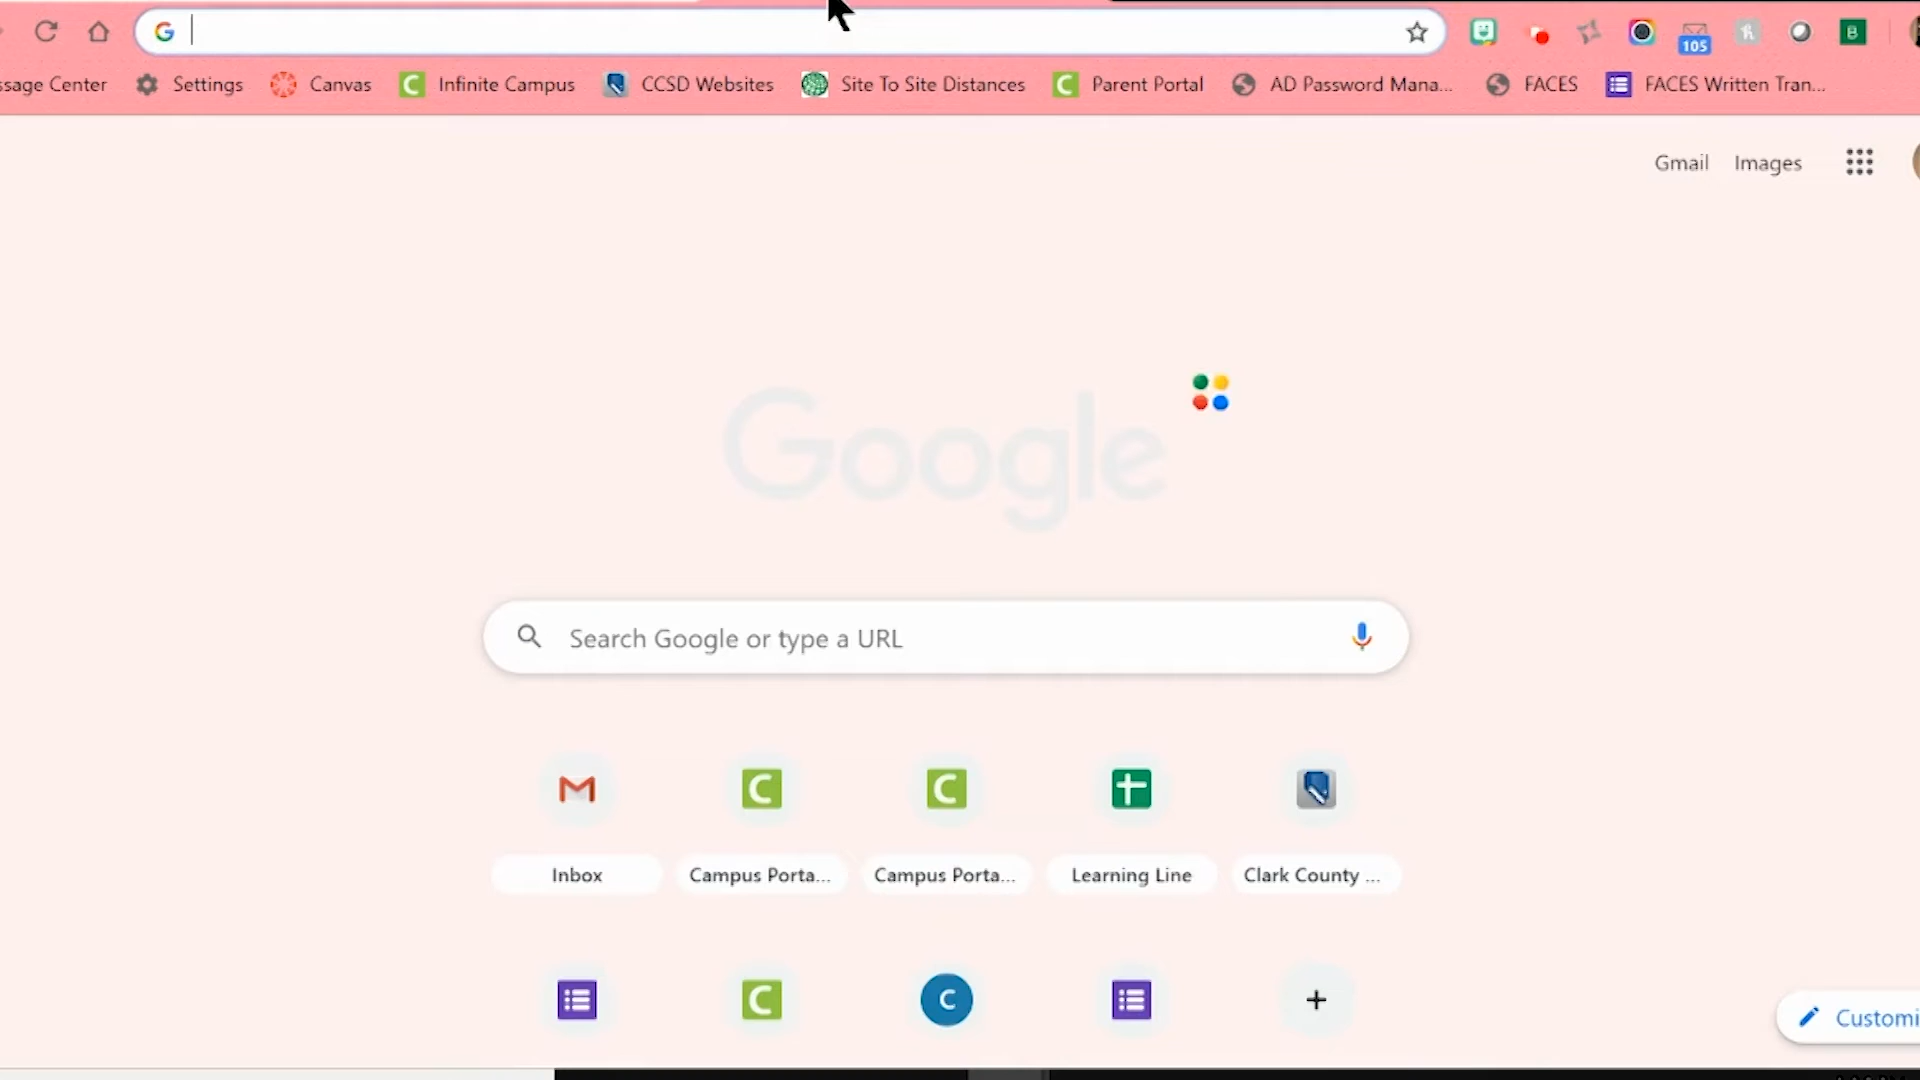 105
B
ssage Center Settings Canvas Infinite Campus CCSD Websites Site To Site Distances Parent Portal AD Password Mana... FACES FACES Written Tran...
Gmail Images
Google
Search Google or type a URL
Inbox Campus Porta... Campus Porta... Learning Line Clark County ...
C
Customi